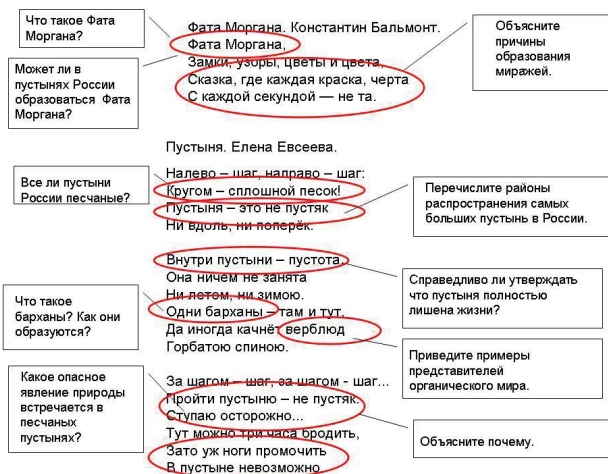 Что такое Фата
Моргана?
Может ли в
пустынях России
образоваться  Фата
Моргана?
Фата Моргана. Константин Бальмонт.
Фата Моргана,
Замки, узоры, цветы и цвета,
Сказка, где каждая краска, черта
С каждой секундой — не та.
Объясните
причины
образования
миражей.
Пустыня. Елена Евсеева.
Налево – шаг, направо – шаг:
Кругом – сплошной песок!
Пустыня – это не пустяк
Ни вдоль, ни поперёк.
Все ли пустыни
России песчаные?
Перечислите районы
распространения самых
больших пустынь в России.
Внутри пустыни – пустота,
Она ничем не занята
Ни летом, ни зимою.
Одни барханы – там и тут,
Да иногда качнёт верблюд
Горбатою спиною.
Справедливо ли утверждать
что пустыня полностью
лишена жизни?
Что такое
барханы? Как они
образуются?
Приведите примеры
представителей
органического мира.
Какое опасное
явление природы
встречается в
песчаных
пустынях?
За шагом – шаг, за шагом - шаг...
Пройти пустыню – не пустяк.
Ступаю осторожно...
Тут можно три часа бродить,
Зато уж ноги промочить
В пустыне невозможно
Объясните почему.